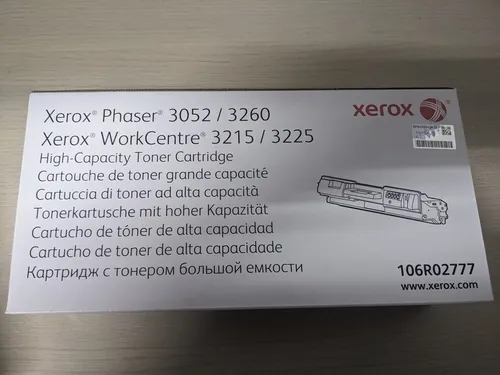 Xerox® Phaser® 3052 / 3260
Xerox® WorkCentre® 3215 / 3225
High-Capacity Toner Cartridge
Cartouche de toner grande capacité
Cartuccia di toner ad alta capacità
Tonerkartusche mit hoher Kapazität
Cartucho de tóner de alta capacidad
Cartucho de toner de alta capacidade
Картридж с тонером большой емкости
xerox
106R02777
www.xerox.com